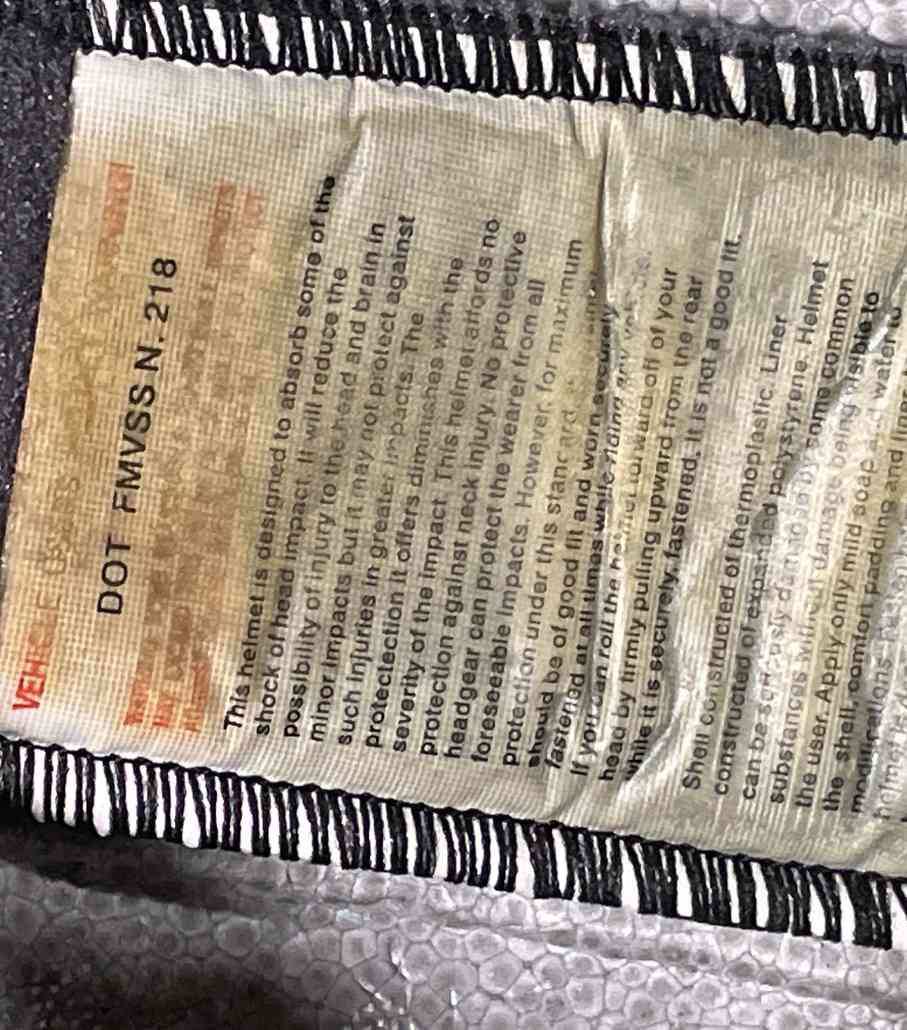 VEHICLE USERS
DOT FMVSS N. 218
This helmet is designed to absorb some of the
shock of head impact. It will reduce the
possibility of injury to the head and brain in
minor impacts but it may not protect against
such injuries in greater impacts. The
protectection it offers diminishes with the
severity of the impact. This helmet affords no
protection against neck injury. No protective
headgear can protect the wearer from all
foreseeable impacts. However, for maximum
protection under this standard,
should be of good fit and worn securely
fastened at all times while riding any
If you can roll the helmet forward off of your
head by firmly pulling upward from the rear
while it is securely fastened, it is not a good fit.
Shell constructed of thermoplastic. Liner
constructed of expanded polystyrene. Helmet
can be seriously damaged by some common
substances without damage being visible to
the user. Apply only mild soap and water to
the shell, comfort padding and liner
modifications.
helmet